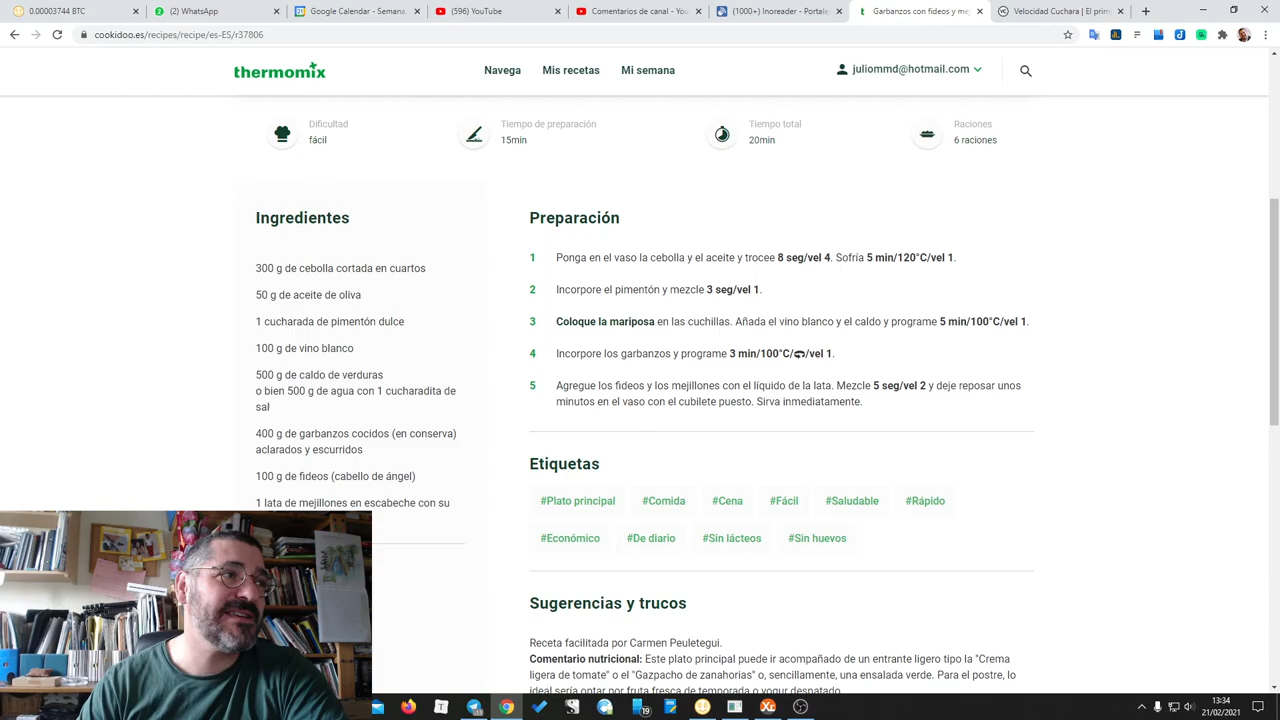 0.00003744 BTC
(2) WhatsApp
Google Calendar - Semana
(596) YouTube
Comentarios de canal - You
(1000+) Inoreader - Portale
Garbanzos con fideos y me
Velocidad Cuchara | El prim
cookidoo.es/recipes/recipe/es-ES/r37806
thermomix
Navega
Mis recetas
Mi semana
juliommd@hotmail.com
Dificultad
fácil
Tiempo de preparación
15min
Tiempo total
20min
Raciones
6 raciones
Ingredientes
300 g de cebolla cortada en cuartos
50 g de aceite de oliva
1 cucharada de pimentón dulce
100 g de vino blanco
500 g de caldo de verduras
o bien 500 g de agua con 1 cucharadita de
sal
400 g de garbanzos cocidos (en conserva)
aclarados y escurridos
100 g de fideos (cabello de ángel)
1 lata de mejillones en escabeche con su
Preparación
1 Ponga en el vaso la cebolla y el aceite y trocee 8 seg/vel 4. Sofría 5 min/120°C/vel 1.
2 Incorpore el pimentón y mezcle 3 seg/vel 1.
3 Coloque la mariposa en las cuchillas. Añada el vino blanco y el caldo y programe 5 min/100°C/vel 1.
4 Incorpore los garbanzos y programe 3 min/100°C/ /vel 1.
5 Agregue los fideos y los mejillones con el líquido de la lata. Mezcle 5 seg/vel 2 y deje reposar unos
minutos en el vaso con el cubilete puesto. Sirva inmediatamente.
Etiquetas
#Plato principal #Comida #Cena #Fácil #Saludable #Rápido
#Económico #De diario #Sin lácteos #Sin huevos
Sugerencias y trucos
Receta facilitada por Carmen Peuletegui.
Comentario nutricional: Este plato principal puede ir acompañado de un entrante ligero tipo la "Crema
ligera de tomate" o el "Gazpacho de zanahorias" o, sencillamente, una ensalada verde. Para el postre, lo
ideal sería optar por fruta fresca de temporada o yogur desnatado.
19
13:34
21/02/2021